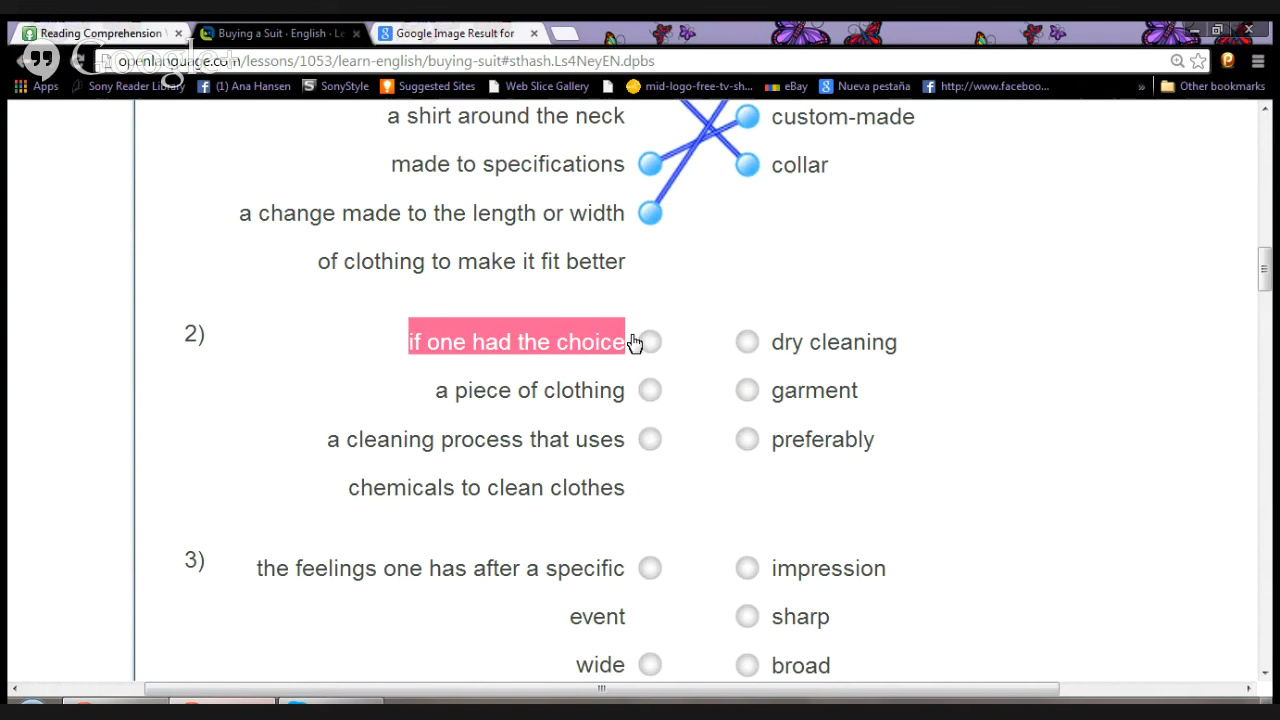 Reading Comprehension
Buying a Suit · English · Le
Google Image Result for
Google+
openlanguage.com/lessons/1053/learn-english/buying-suit#sthash.Ls4NeyEN.dpbs
Apps
Sony Reader Library
(1) Ana Hansen
SonyStyle
Suggested Sites
Web Slice Gallery
mid-logo-free-tv-sh...
eBay
Nueva pestaña
http://www.faceboo...
»
Other bookmarks
a shirt around the neck
custom-made
made to specifications
collar
a change made to the length or width
of clothing to make it fit better
2)
if one had the choice
dry cleaning
a piece of clothing
garment
a cleaning process that uses
preferably
chemicals to clean clothes
3)
the feelings one has after a specific
impression
event
sharp
wide
broad